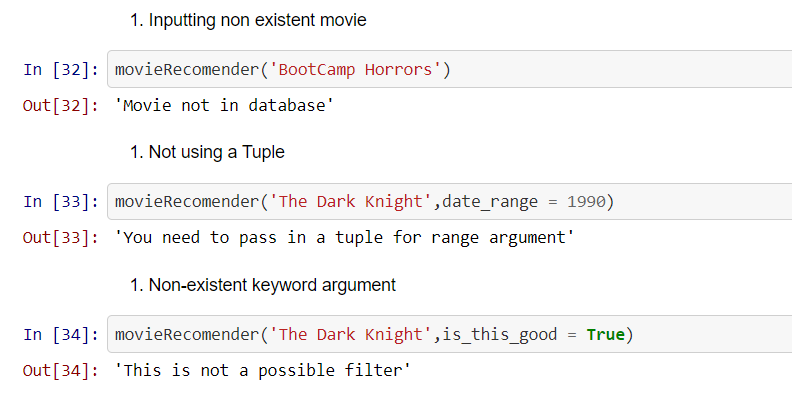 1. Inputting non existent movie
In [32]: movieRecomender('BootCamp Horrors')
Out[32]: 'Movie not in database'
1. Not using a Tuple
In [33]: movieRecomender('The Dark Knight',date_range = 1990)
Out[33]: 'You need to pass in a tuple for range argument'
1. Non-existent keyword argument
In [34]: movieRecomender('The Dark Knight',is_this_good = True)
Out[34]: 'This is not a possible filter'